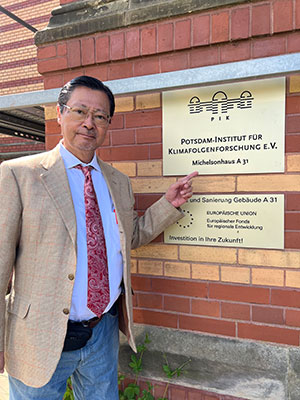 PIK
POTSDAM-INSTITUT FÜR
KLIMAFOLGENFORSCHUNG E.V.
Michelsonhaus A 31
und Sanierung Gebäude A 31
EUROPÄISCHE UNION
Europäischer Fonds
für regionale Entwicklung
Investition in Ihre Zukunft!